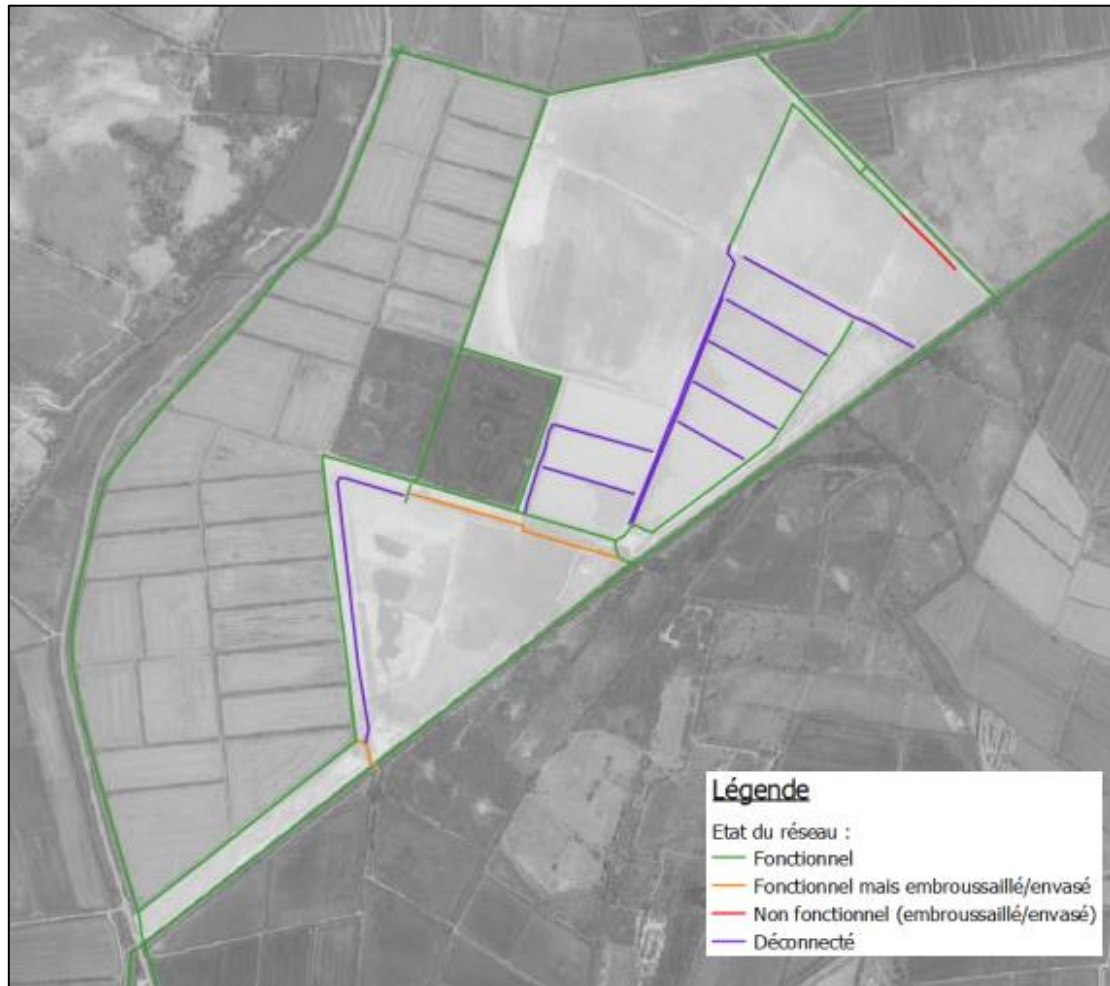 Légende
Etat du réseau :
Fonctionnel
Fonctionnel mais embroussaillé/envasé
Non fonctionnel (embroussaillé/envasé)
Déconnecté